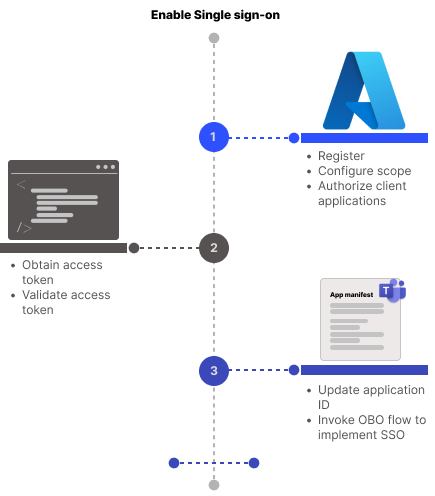 Enable Single sign-on
1
• Register
• Configure scope
• Authorize client
applications
< 
/>
2
• Obtain access
token
• Validate access
token
App manifest
T
3
• Update application
ID
• Invoke OBO flow to
implement SSO